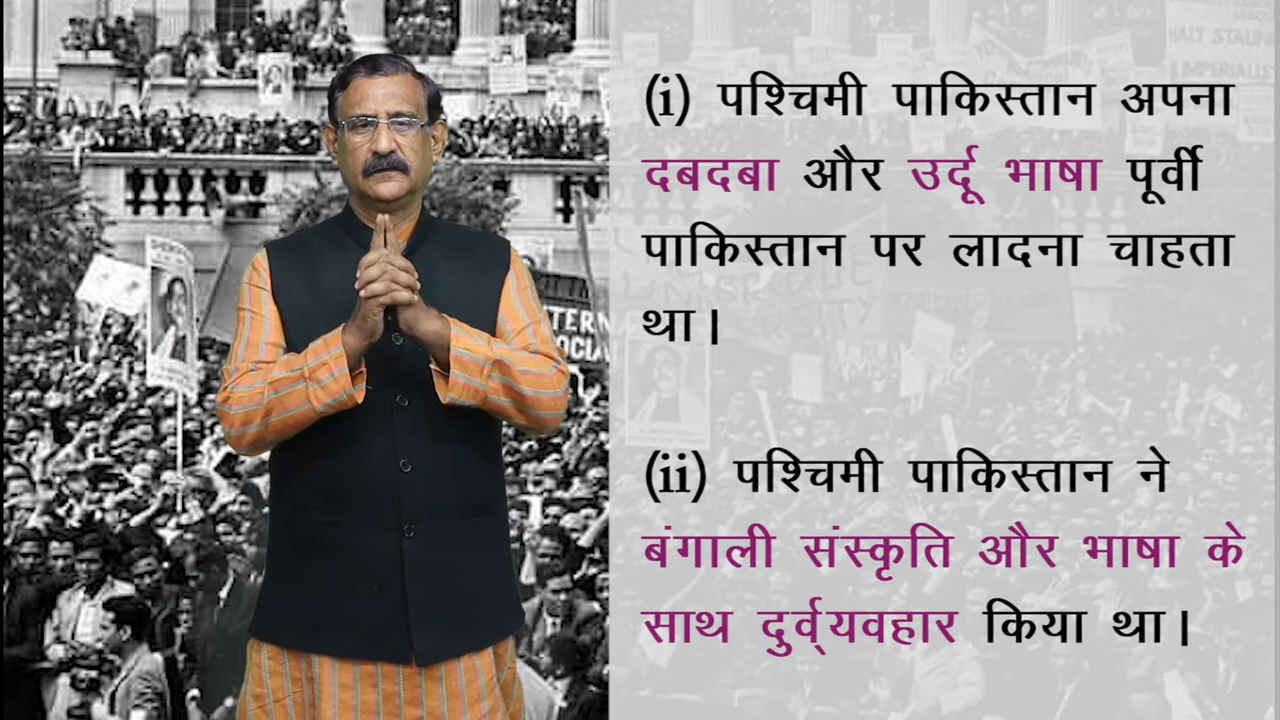 (i) पश्चिमी पाकिस्तान अपना
दबदबा और उर्दू भाषा पूर्वी
पाकिस्तान पर लादना चाहता
था।
(ii) पश्चिमी पाकिस्तान ने
बंगाली संस्कृति और भाषा के
साथ दुर्व्यवहार किया था।